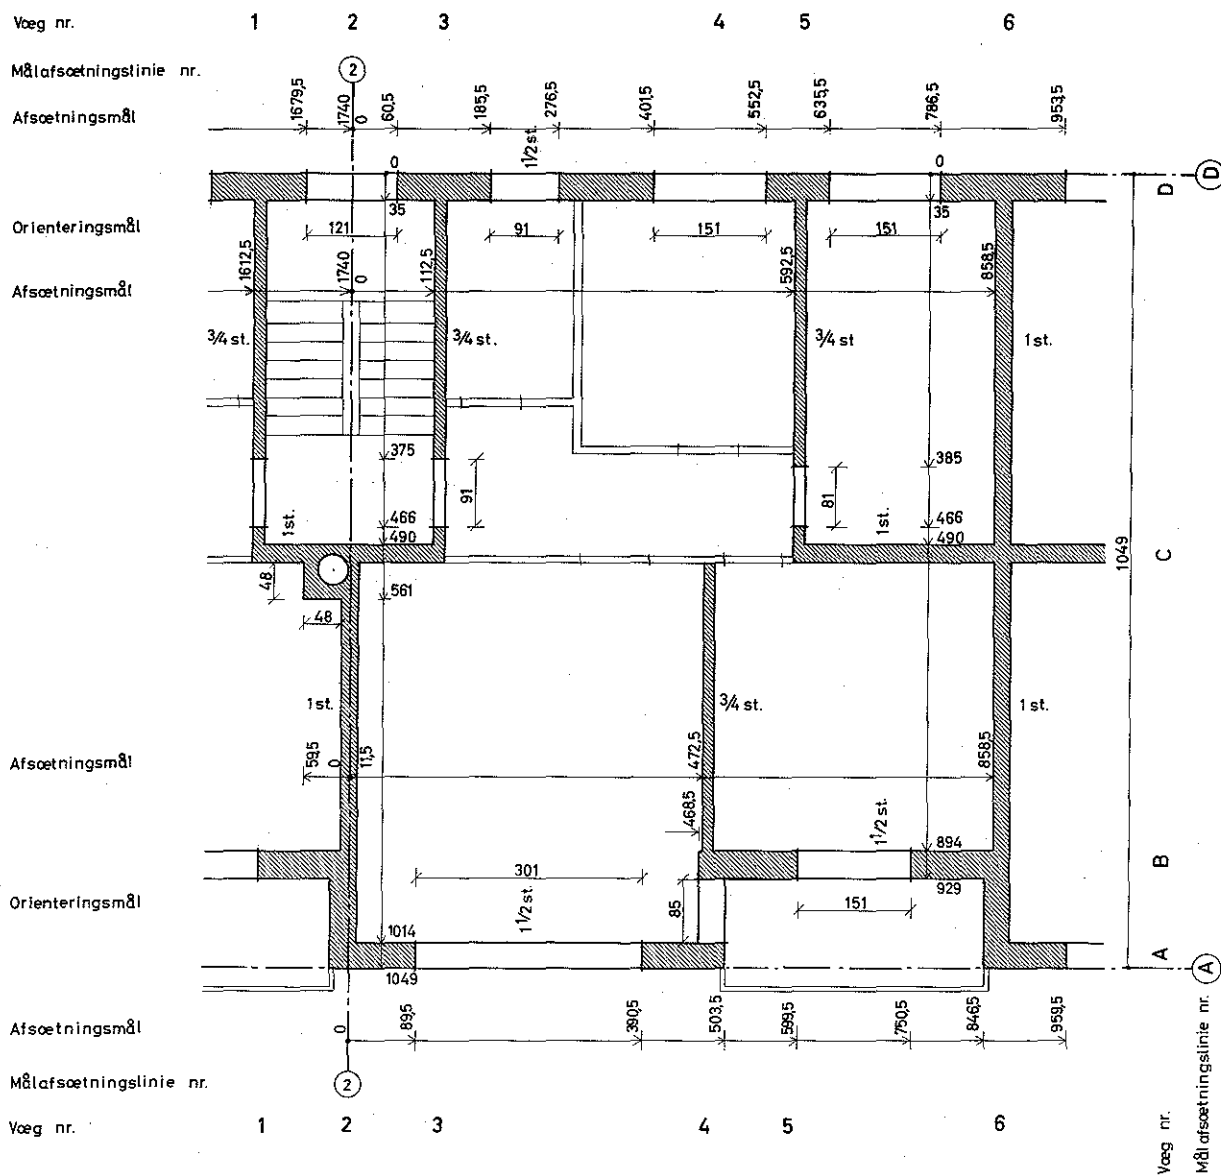 Væg nr. 1 2 3 4 5 6
Målafsætningslinie nr. 2
Afsætningsmål 1679,5 1740 0 60,5 185,5 276,5 401,5 552,5 635,5 786,5 953,5
1 1/2 st.
0 0
D D
35 35
Orienteringsmål 121 91 151 151
1612,5 1740 0 112,5 592,5 858,5
Afsætningsmål
3/4 st. 3/4 st. 3/4 st 1 st.
375 385
91 81
1 st. 466 1 st. 466
490 490
1049 C
48 561
48
1 st. 3/4 st. 1 st.
Afsætningsmål 59,5 0 11,5 472,5 858,5
468,5 1 1/2 st. 894
B
301 929
Orienteringsmål 1 1/2 st. 85 151
1014
A A
1049
Afsætningsmål 0 89,5 390,5 503,5 599,5 750,5 846,5 959,5
Målafsætningslinie nr. 2
Væg nr. 1 2 3 4 5 6
Væg nr.
Målafsætningslinie nr.